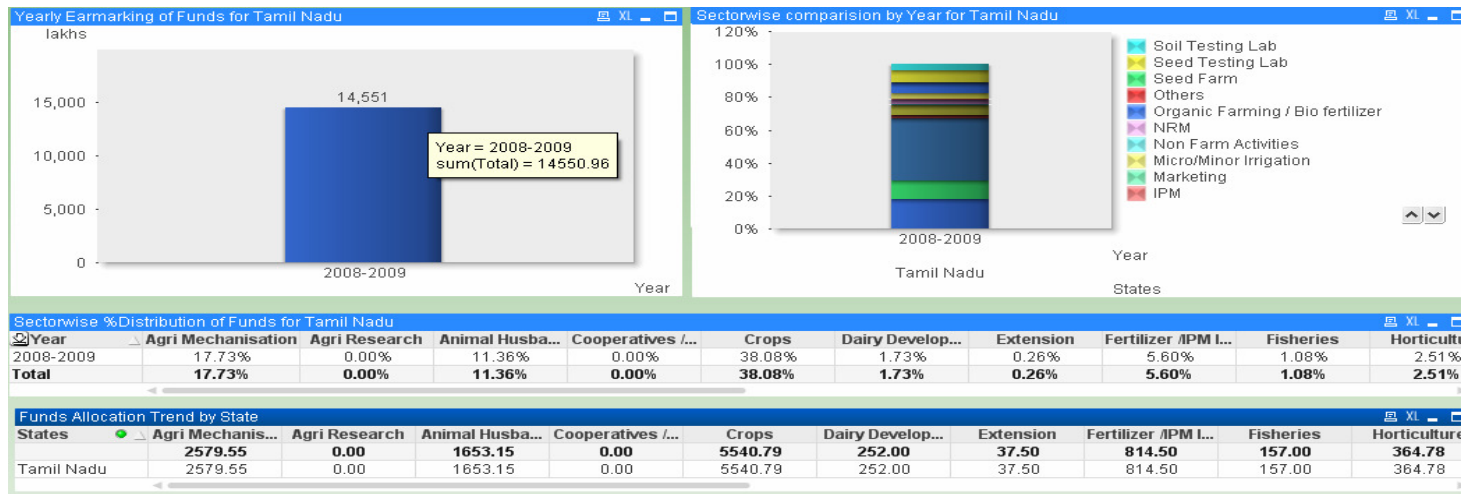 Yearly Earmarking of Funds for Tamil Nadu XL
lakhs
15,000
10,000
5,000
0
14,551
Year = 2008-2009
sum(Total) = 14550.96
2008-2009
Year
Sectorwise comparision by Year for Tamil Nadu XL
120%
100%
80%
60%
40%
20%
0%
2008-2009
Year
Tamil Nadu
States
Soil Testing Lab
Seed Testing Lab
Seed Farm
Others
Organic Farming / Bio fertilizer
NRM
Non Farm Activities
Micro/Minor Irrigation
Marketing
IPM
Sectorwise %Distribution of Funds for Tamil Nadu XL
Year Agri Mechanisation Agri Research Animal Husba... Cooperatives /... Crops Dairy Develop... Extension Fertilizer /IPM I... Fisheries Horticultu
2008-2009 17.73% 0.00% 11.36% 0.00% 38.08% 1.73% 0.26% 5.60% 1.08% 2.51%
Total 17.73% 0.00% 11.36% 0.00% 38.08% 1.73% 0.26% 5.60% 1.08% 2.51%
Funds Allocation Trend by State XL
States Agri Mechanis... Agri Research Animal Husba... Cooperatives /... Crops Dairy Develop... Extension Fertilizer /IPM I... Fisheries Horticulture
2579.55 0.00 1653.15 0.00 5540.79 252.00 37.50 814.50 157.00 364.78
Tamil Nadu 2579.55 0.00 1653.15 0.00 5540.79 252.00 37.50 814.50 157.00 364.78